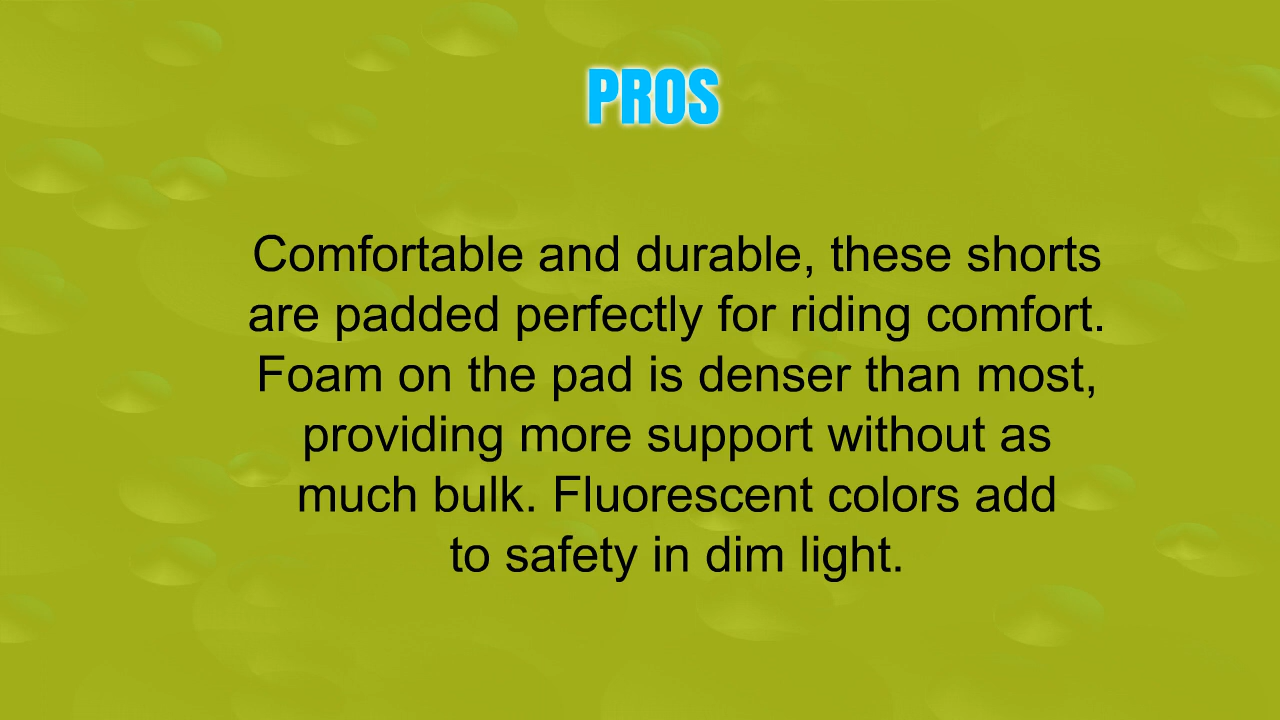 PROS
Comfortable and durable, these shorts
are padded perfectly for riding comfort.
Foam on the pad is denser than most,
providing more support without as
much bulk. Fluorescent colors add
to safety in dim light.